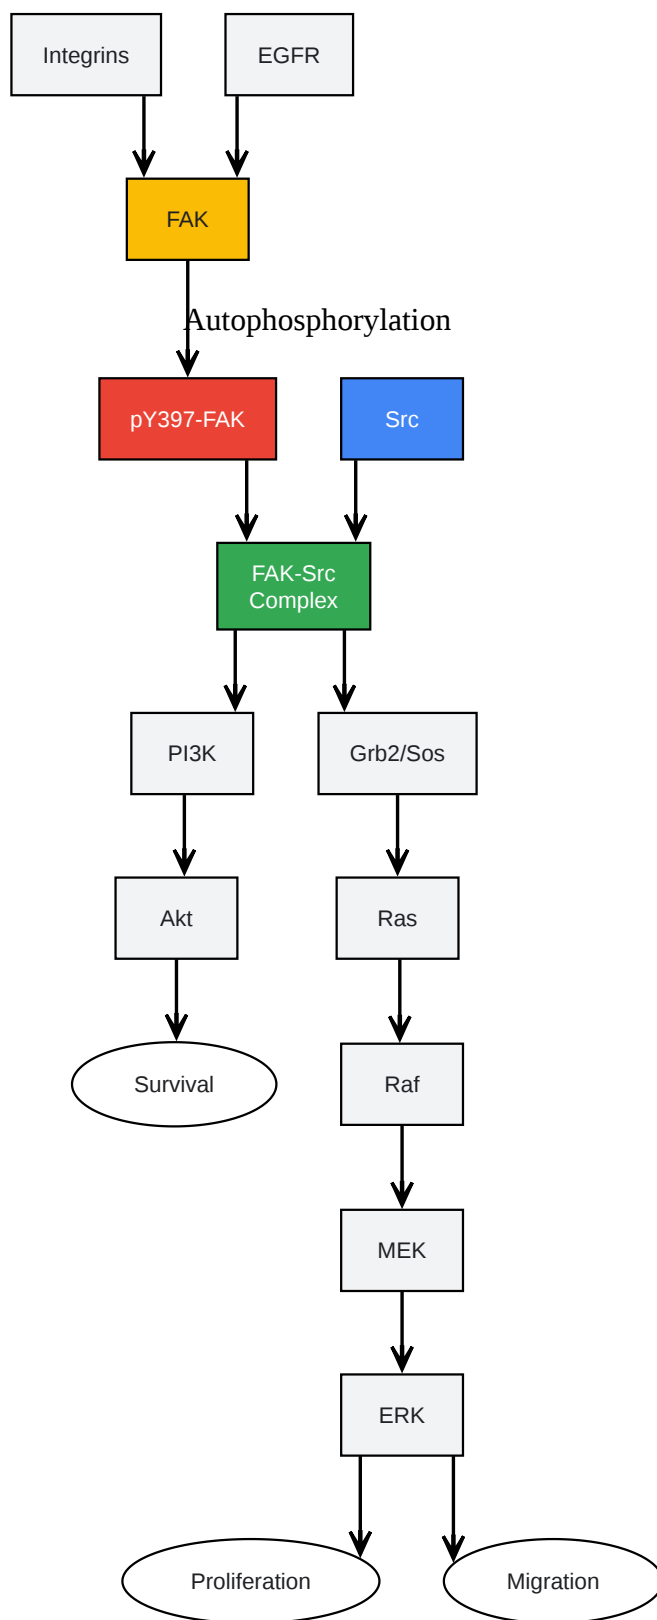 Integrins
EGFR
FAK
Autophosphorylation
pY397-FAK
Src
FAK-Src
Complex
PI3K
Grb2/Sos
Akt
Ras
Survival
Raf
MEK
ERK
Proliferation
Migration